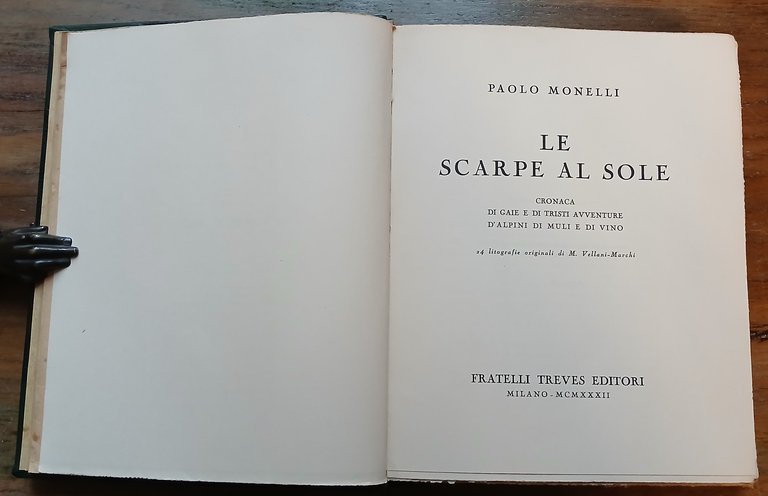 PAOLO MONELLI
LE
SCARPE AL SOLE
CRONACA
DI GAIE E DI TRISTI AVVENTURE
D'ALPINI DI MULI E DI VINO
24 litografie originali di M. Vellani-Marchi
FRATELLI TREVES EDITORI
MILANO - MCMXXXII